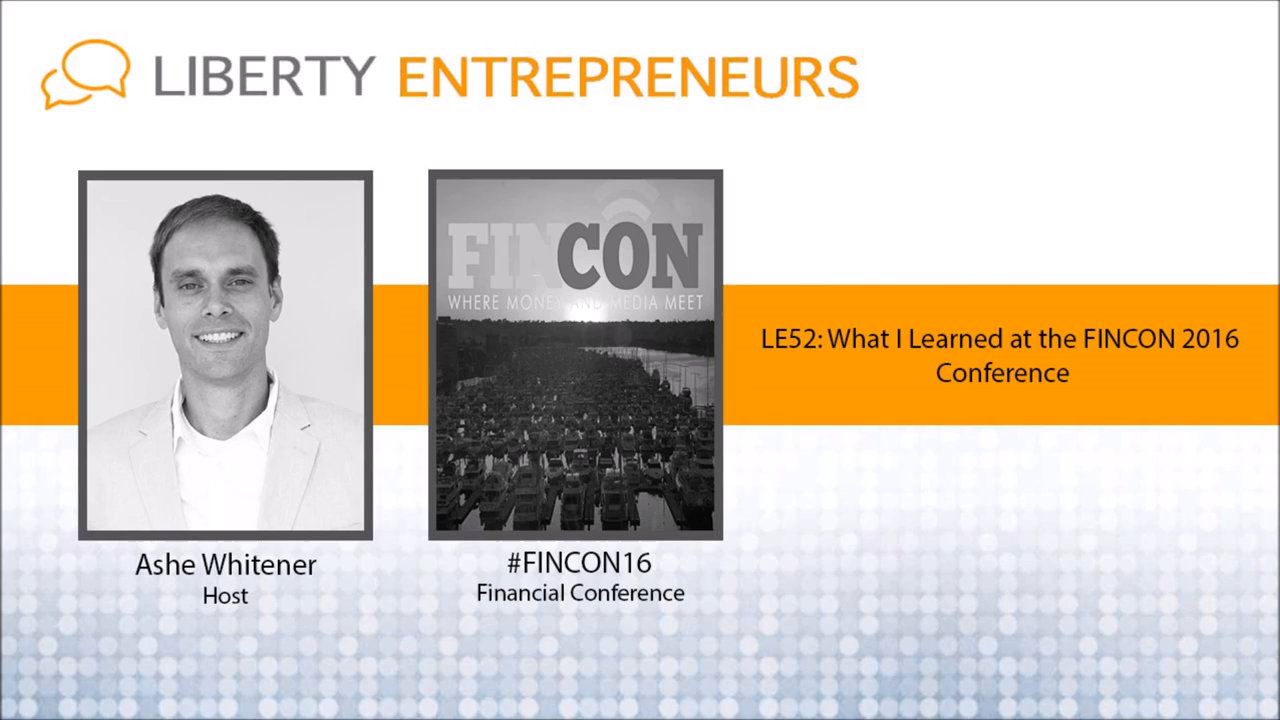 LIBERTY ENTREPRENEURS
FINCON
WHERE MONEY AND MEDIA MEET
LE52: What I Learned at the FINCON 2016
Conference
Ashe Whitener
Host
#FINCON16
Financial Conference